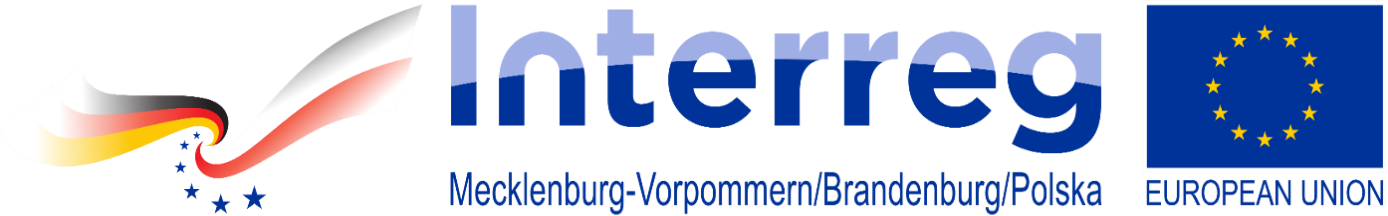 Interreg
Mecklenburg-Vorpommern/Brandenburg/Polska
EUROPEAN UNION